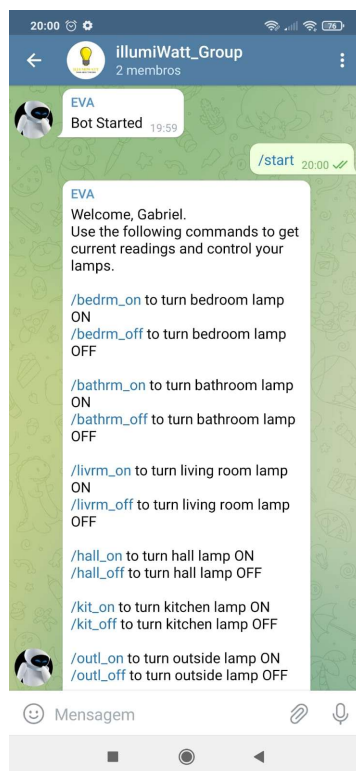 20:00
76
illumiWatt_Group
2 membros
EVA
Bot Started 19:59
/start 20:00
EVA
Welcome, Gabriel.
Use the following commands to get
current readings and control your
lamps.
/bedrm_on to turn bedroom lamp
ON
/bedrm_off to turn bedroom lamp
OFF
/bathrm_on to turn bathroom lamp
ON
/bathrm_off to turn bathroom lamp
OFF
/livrm_on to turn living room lamp
ON
/livrm_off to turn living room lamp
OFF
/hall_on to turn hall lamp ON
/hall_off to turn hall lamp OFF
/kit_on to turn kitchen lamp ON
/kit_off to turn kitchen lamp OFF
/outl_on to turn outside lamp ON
/outl_off to turn outside lamp OFF
Mensagem